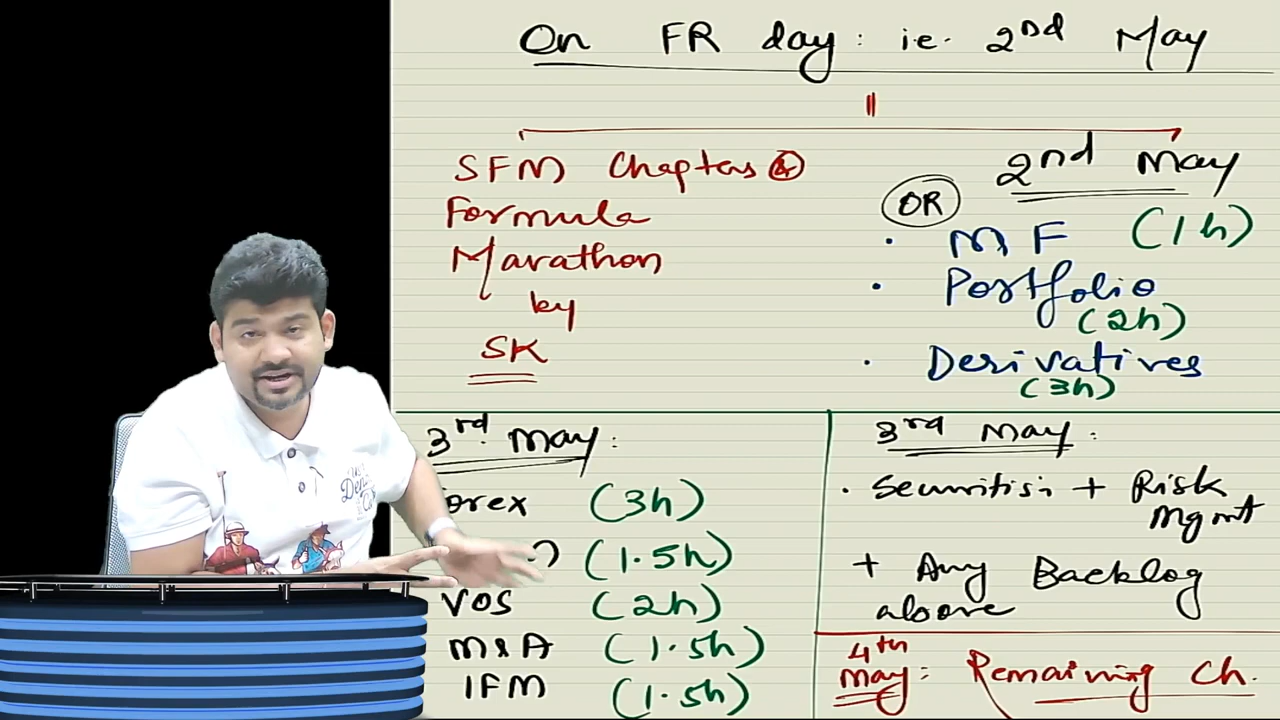 On FR day: i.e. 2nd May
SFM Chapters &
Formula
Marathon
by
SK
OR
2nd May
• MF (1h)
• Portfolio
(2h)
• Derivatives
(3h)
3rd May:
orex (3h)
(1.5h)
VOS (2h)
M&A (1.5h)
IFM (1.5h)
3rd May:
• Securitisn + Risk
Mgmt
+ Any Backlog
above
4th
May: Remaining Ch.